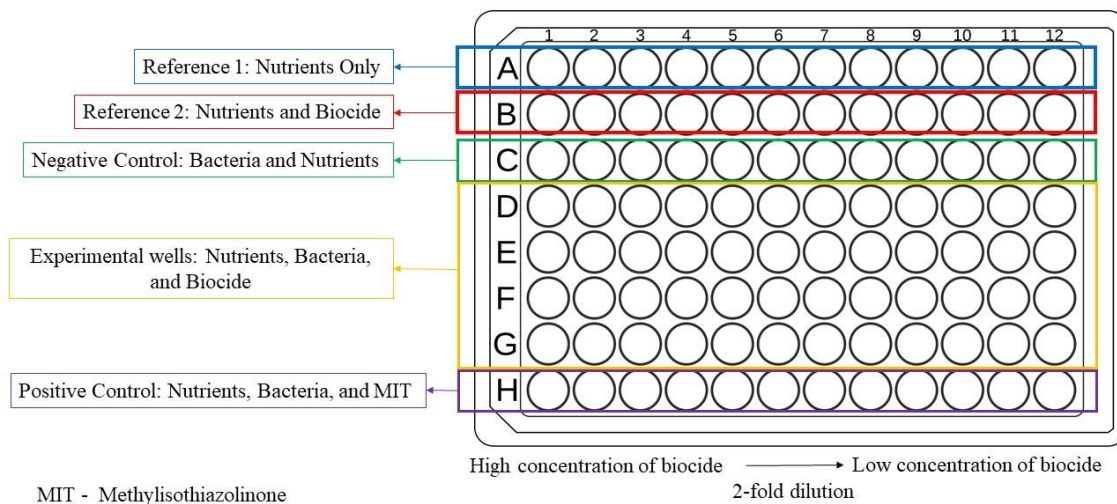 1 2 3 4 5 6 7 8 9 10 11 12
Reference 1: Nutrients Only
A
Reference 2: Nutrients and Biocide
B
Negative Control: Bacteria and Nutrients
C
D
Experimental wells: Nutrients, Bacteria,
and Biocide
E
F
G
Positive Control: Nutrients, Bacteria, and MIT
H
High concentration of biocide Low concentration of biocide
2-fold dilution
MIT - Methylisothiazolinone